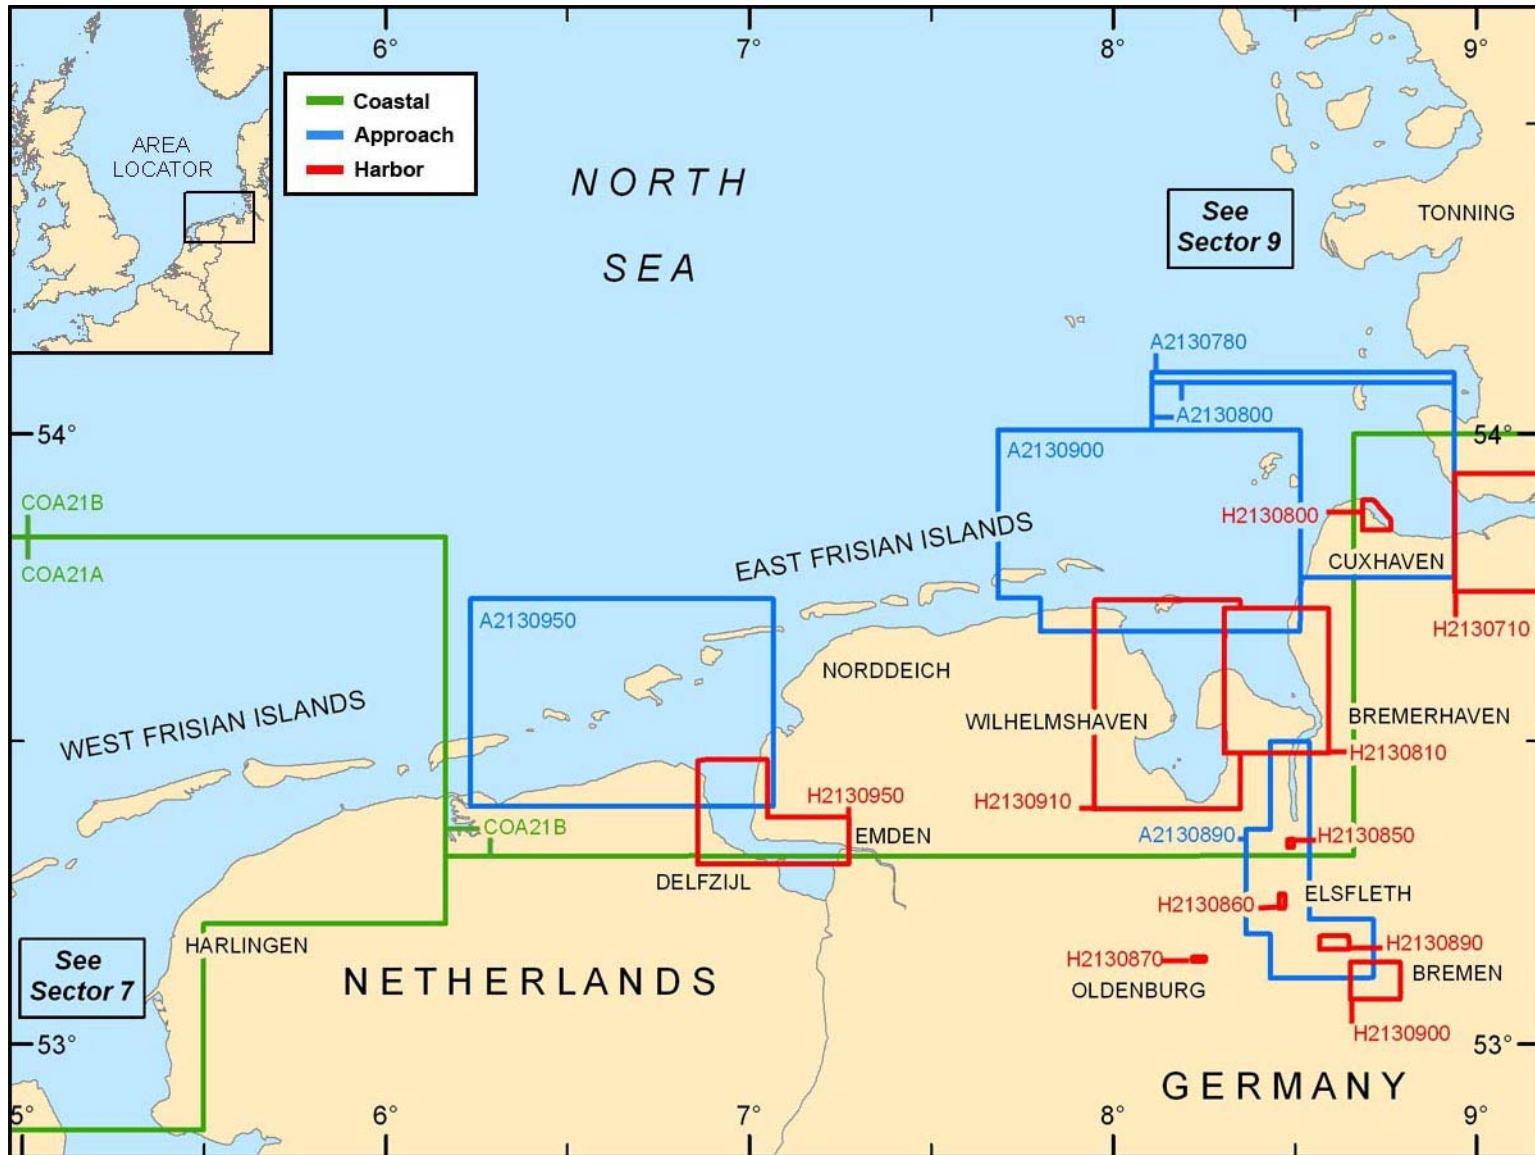 6°
7°
8°
9°
Coastal
Approach
Harbor
AREA
LOCATOR
NORTH
SEA
See
Sector 9
TONNING
A2130780
A2130800
54°
54°
A2130900
COA21B
COA21A
H2130800
EAST FRISIAN ISLANDS
CUXHAVEN
A2130950
H2130710
NORDDEICH
WEST FRISIAN ISLANDS
WILHELMSHAVEN
BREMERHAVEN
H2130810
H2130950
H2130910
COA21B
EMDEN
A2130890
H2130850
DELFZIJL
ELSFLETH
H2130860
HARLINGEN
H2130890
See
Sector 7
NETHERLANDS
H2130870
OLDENBURG
BREMEN
H2130900
53°
53°
GERMANY
5°
6°
7°
8°
9°